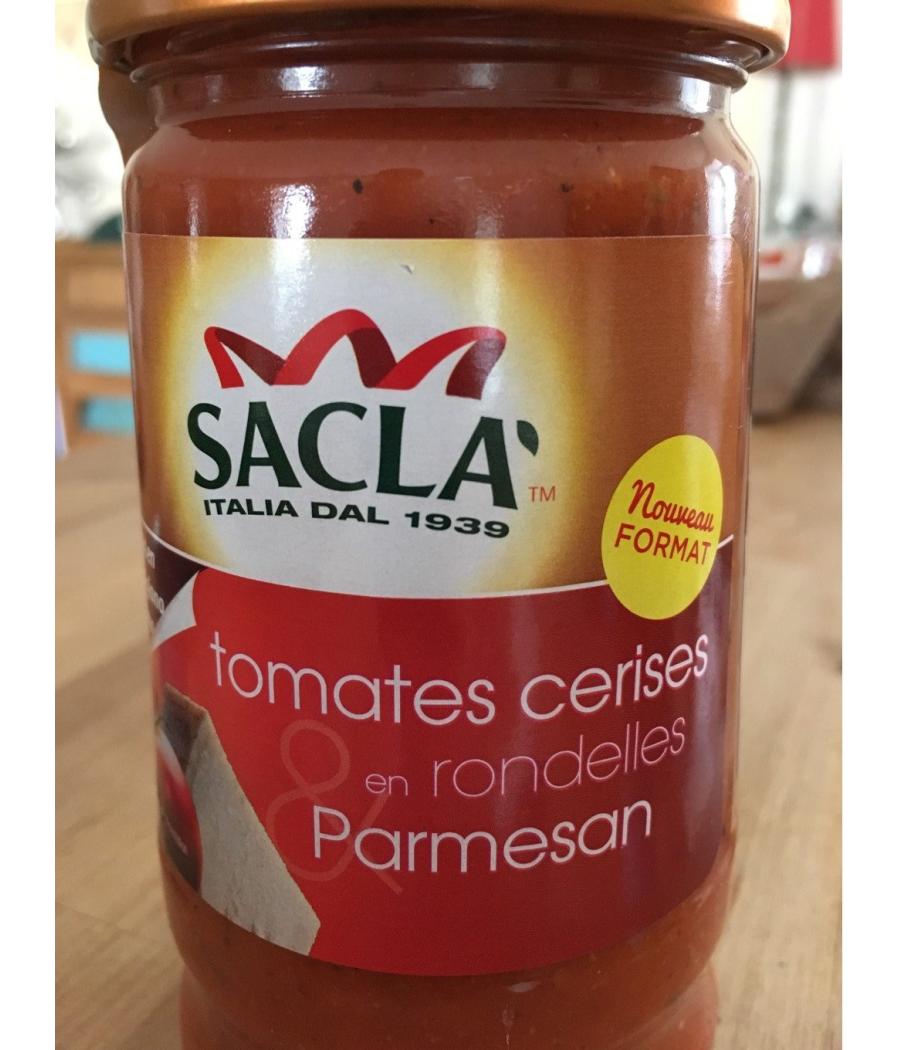 SACLA'
TM
ITALIA DAL 1939
Nouveau
FORMAT
tomates cerises
en rondelles
&
Parmesan